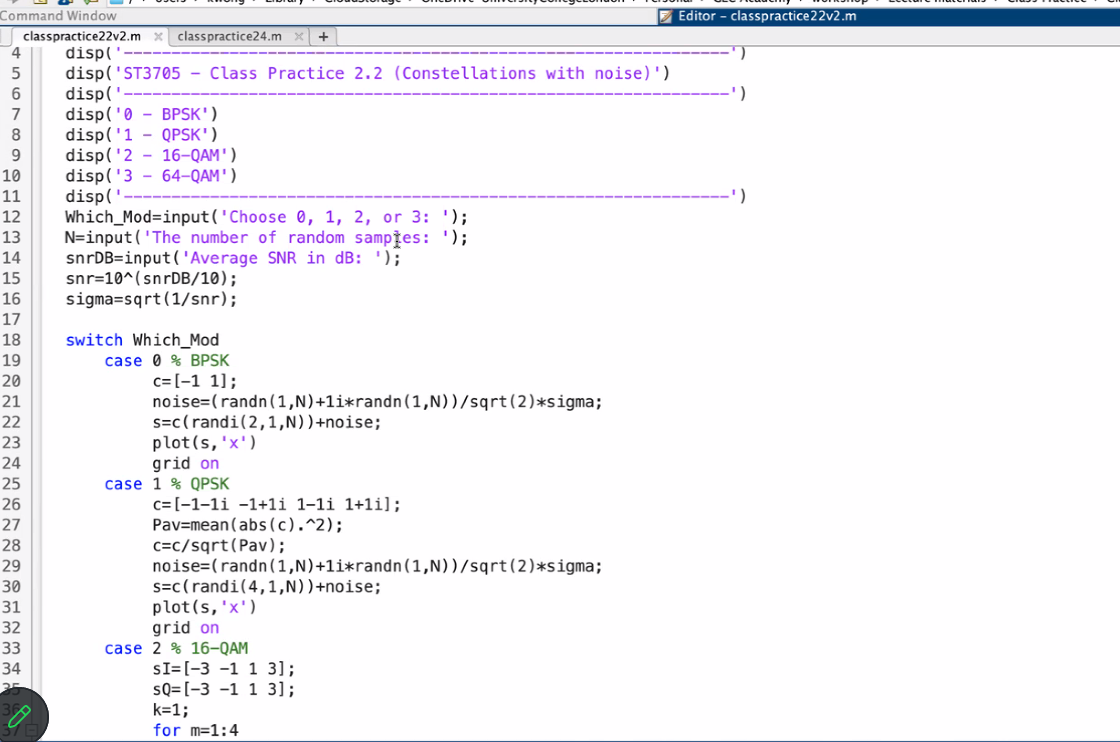 Command Window
Editor - classpractice22v2.m
classpractice22v2.m × classpractice24.m × +
4 disp('---------------------------------------------------------------')
5 disp('ST3705 - Class Practice 2.2 (Constellations with noise)')
6 disp('---------------------------------------------------------------')
7 disp('0 - BPSK')
8 disp('1 - QPSK')
9 disp('2 - 16-QAM')
10 disp('3 - 64-QAM')
11 disp('---------------------------------------------------------------')
12 Which_Mod=input('Choose 0, 1, 2, or 3: ');
13 N=input('The number of random samples: ');
14 snrDB=input('Average SNR in dB: ');
15 snr=10^(snrDB/10);
16 sigma=sqrt(1/snr);
17
18 switch Which_Mod
19 case 0 % BPSK
20 c=[-1 1];
21 noise=(randn(1,N)+1i*randn(1,N))/sqrt(2)*sigma;
22 s=c(randi(2,1,N))+noise;
23 plot(s,'x')
24 grid on
25 case 1 % QPSK
26 c=[-1-1i -1+1i 1-1i 1+1i];
27 Pav=mean(abs(c).^2);
28 c=c/sqrt(Pav);
29 noise=(randn(1,N)+1i*randn(1,N))/sqrt(2)*sigma;
30 s=c(randi(4,1,N))+noise;
31 plot(s,'x')
32 grid on
33 case 2 % 16-QAM
34 sI=[-3 -1 1 3];
35 sQ=[-3 -1 1 3];
36 k=1;
37 for m=1:4